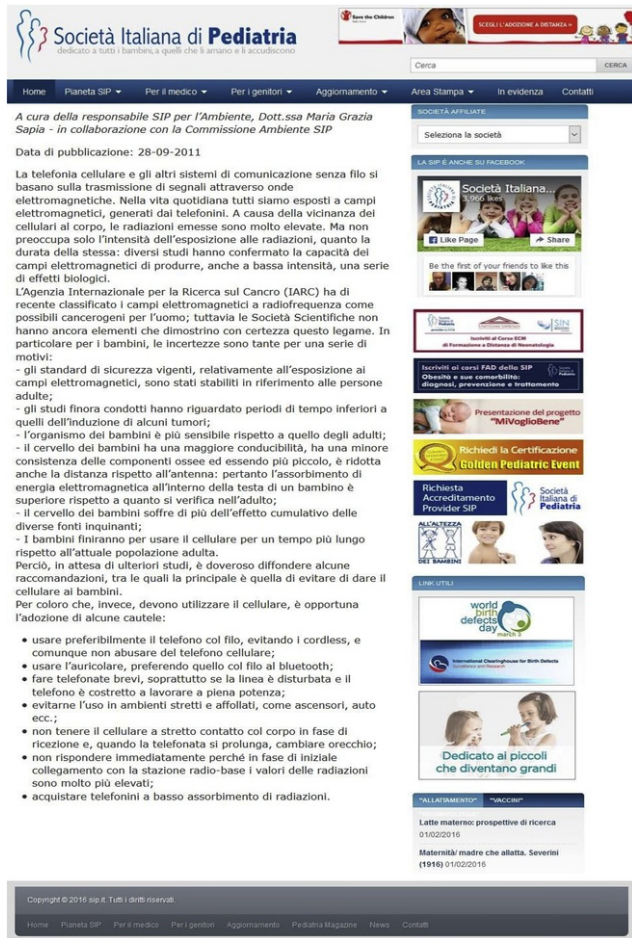 Società Italiana di Pediatria
dedicato a tutti i bambini, a quelli che li amano e li accudiscono
Save the Children
SCEGLI L'ADOZIONE A DISTANZA »
Cerca
CERCA
Home Pianeta SIP Per il medico Per i genitori Aggiornamento Area Stampa In evidenza Contatti
A cura della responsabile SIP per l'Ambiente, Dott.ssa Maria Grazia
Sapia - in collaborazione con la Commissione Ambiente SIP
Data di pubblicazione: 28-09-2011
La telefonia cellulare e gli altri sistemi di comunicazione senza filo si
basano sulla trasmissione di segnali attraverso onde
elettromagnetiche. Nella vita quotidiana tutti siamo esposti a campi
elettromagnetici, generati dai telefonini. A causa della vicinanza dei
cellulari al corpo, le radiazioni emesse sono molto elevate. Ma non
preoccupa solo l'intensità dell'esposizione alle radiazioni, quanto la
durata della stessa: diversi studi hanno confermato la capacità dei
campi elettromagnetici di produrre, anche a bassa intensità, una serie
di effetti biologici.
L'Agenzia Internazionale per la Ricerca sul Cancro (IARC) ha di
recente classificato i campi elettromagnetici a radiofrequenza come
possibili cancerogeni per l'uomo; tuttavia le Società Scientifiche non
hanno ancora elementi che dimostrino con certezza questo legame. In
particolare per i bambini, le incertezze sono tante per una serie di
motivi:
- gli standard di sicurezza vigenti, relativamente all'esposizione ai
campi elettromagnetici, sono stati stabiliti in riferimento alle persone
adulte;
- gli studi finora condotti hanno riguardato periodi di tempo inferiori a
quelli dell'induzione di alcuni tumori;
- l'organismo dei bambini è più sensibile rispetto a quello degli adulti;
- il cervello dei bambini ha una maggiore conducibilità, ha una minore
consistenza delle componenti ossee ed essendo più piccolo, è ridotta
anche la distanza rispetto all'antenna: pertanto l'assorbimento di
energia elettromagnetica all'interno della testa di un bambino è
superiore rispetto a quanto si verifica nell'adulto;
- il cervello dei bambini soffre di più dell'effetto cumulativo delle
diverse fonti inquinanti;
- I bambini finiranno per usare il cellulare per un tempo più lungo
rispetto all'attuale popolazione adulta.
Perciò, in attesa di ulteriori studi, è doveroso diffondere alcune
raccomandazioni, tra le quali la principale è quella di evitare di dare il
cellulare ai bambini.
Per coloro che, invece, devono utilizzare il cellulare, è opportuna
l'adozione di alcune cautele:
• usare preferibilmente il telefono col filo, evitando i cordless, e
comunque non abusare del telefono cellulare;
• usare l'auricolare, preferendo quello col filo al bluetooth;
• fare telefonate brevi, soprattutto se la linea è disturbata e il
telefono è costretto a lavorare a piena potenza;
• evitarne l'uso in ambienti stretti e affollati, come ascensori, auto
ecc.;
• non tenere il cellulare a stretto contatto col corpo in fase di
ricezione e, quando la telefonata si prolunga, cambiare orecchio;
• non rispondere immediatamente perché in fase di iniziale
collegamento con la stazione radio-base i valori delle radiazioni
sono molto più elevati;
• acquistare telefonini a basso assorbimento di radiazioni.
SOCIETÀ AFFILIATE
Seleziona la società
LA SIP È ANCHE SU FACEBOOK
Società Italiana...
3,966 likes
Like Page
Share
Be the first of your friends to like this
SIN
Iscriviti ai Corso ECM
di Formazione a Distanza di Neonatologia
Iscriviti ai corsi FAD della SIP
Obesità e sue comorbilità:
diagnosi, prevenzione e trattamento
Presentazione del progetto
"MiVoglioBene"
Richiedi la Certificazione
Golden Pediatric Event
Richiesta
Accreditamento
Provider SIP
Società
Italiana di
Pediatria
ALL'ALTEZZA
DEI BAMBINI
LINK UTILI
world
birth
defects
day
march 3
International Clearinghouse for Birth Defects
Surveillance and Research
Dedicato ai piccoli
che diventano grandi
"ALLATTAMENTO" "VACCINI"
Latte materno: prospettive di ricerca
01/02/2016
Maternità/ madre che allatta. Severini
(1916) 01/02/2016
Copyright © 2016 sip.it. Tutti i diritti riservati.
Home Pianeta SIP Per il medico Per i genitori Aggiornamento Pediatria Magazine News Contatti